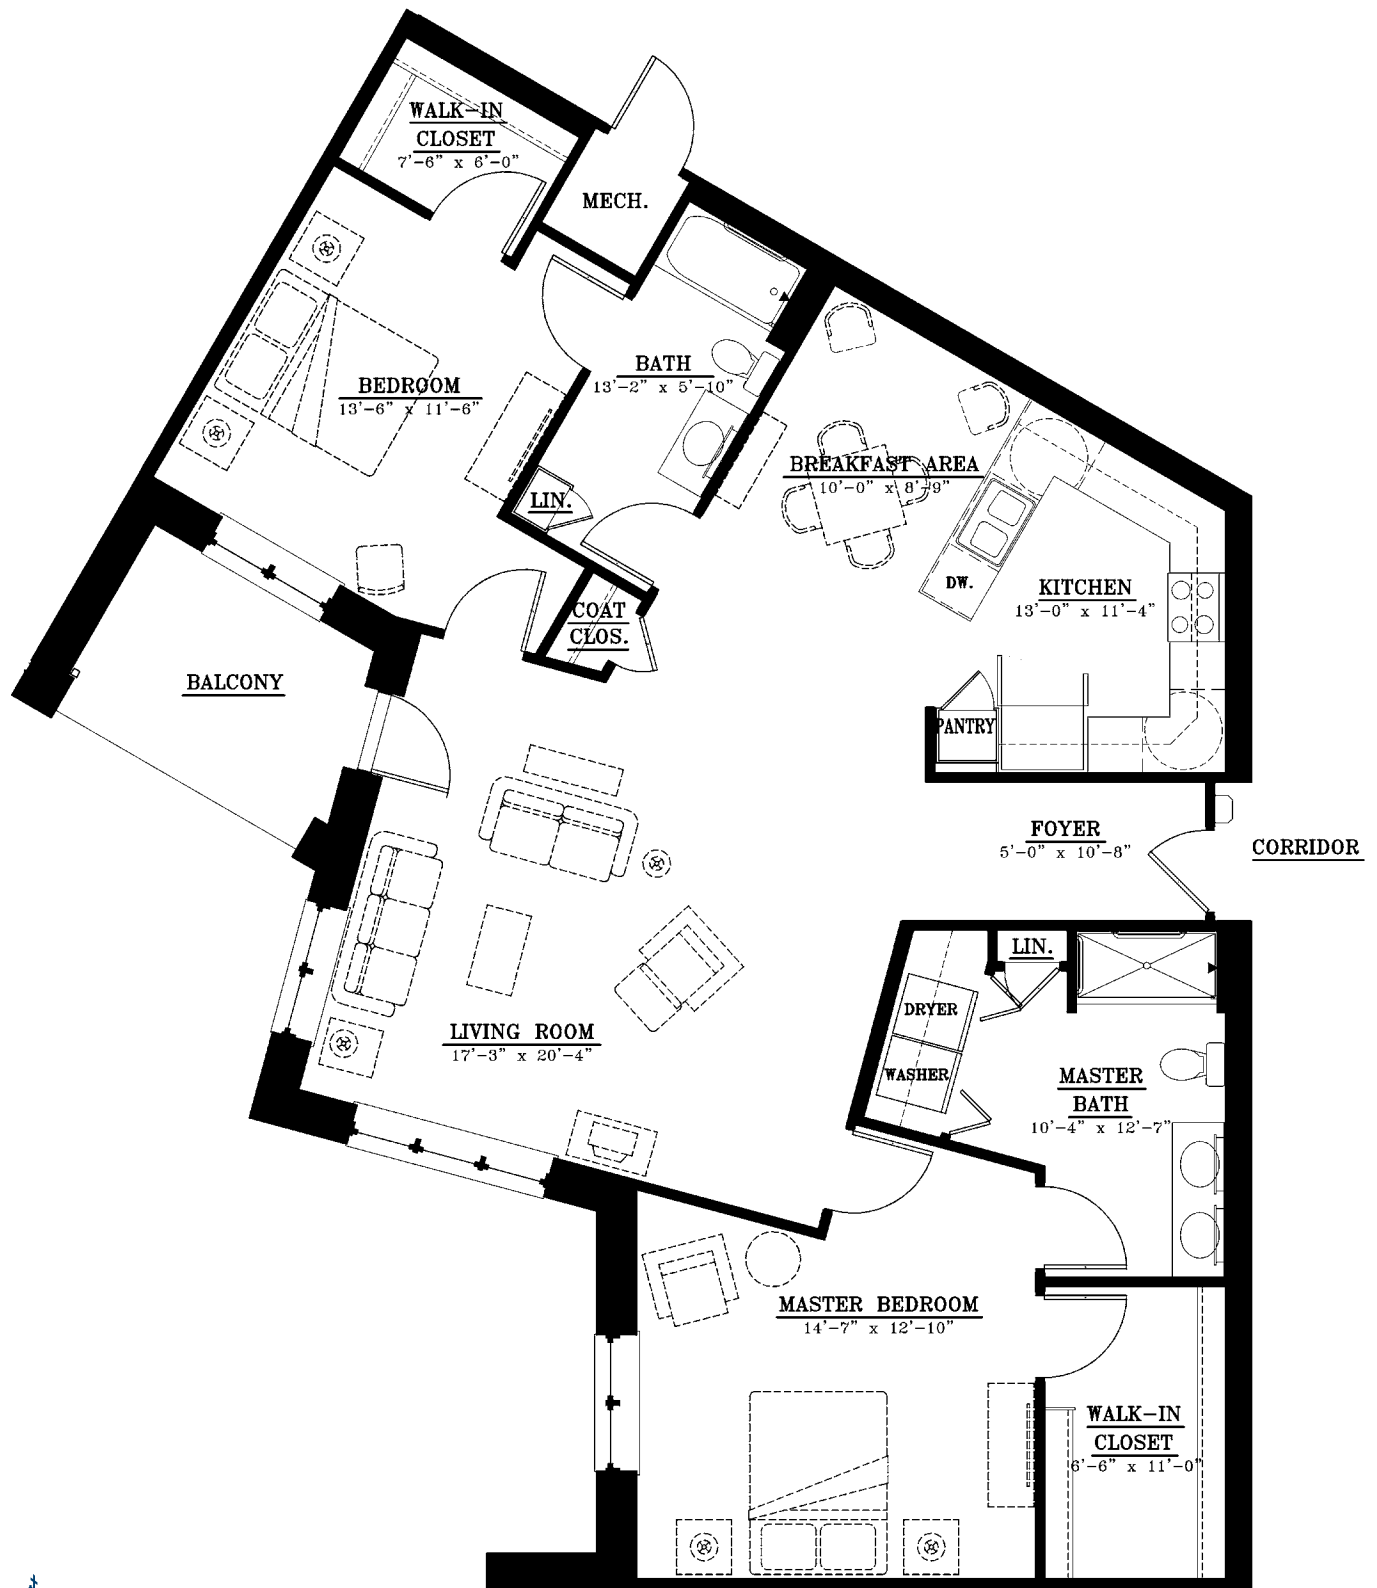 WALK-IN
CLOSET
7'-6" x 6'-0"
MECH.
BATH
13'-2" x 5'-10"
BEDROOM
13'-6" x 11'-6"
BREAKFAST AREA
10'-0" x 8'-9"
LIN.
DW.
KITCHEN
13'-0" x 11'-4"
COAT
CLOS.
BALCONY
PANTRY
FOYER
5'-0" x 10'-8"
CORRIDOR
LIN.
DRYER
LIVING ROOM
17'-3" x 20'-4"
WASHER
MASTER
BATH
10'-4" x 12'-7"
MASTER BEDROOM
14'-7" x 12'-10"
WALK-IN
CLOSET
6'-6" x 11'-0"